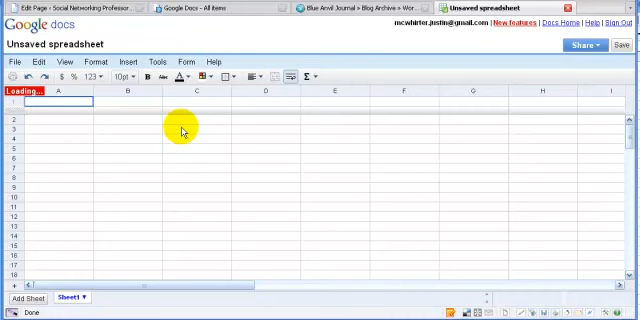 Edit Page ‹ Social Networking Professor...
Google Docs - All items
Blue Anvil Journal » Blog Archive » Wor...
Unsaved spreadsheet
Google docs
mcwhirter.justin@gmail.com | New features | Docs Home | Help | Sign Out
Unsaved spreadsheet
Share
Save
File Edit View Format Insert Tools Form Help
$ % 123 10pt B Abc A Σ
Loading...
A B C D E F G H I
1
2
3
4
5
6
7
8
9
10
11
12
13
14
15
16
17
18
+
Add Sheet Sheet1
Done